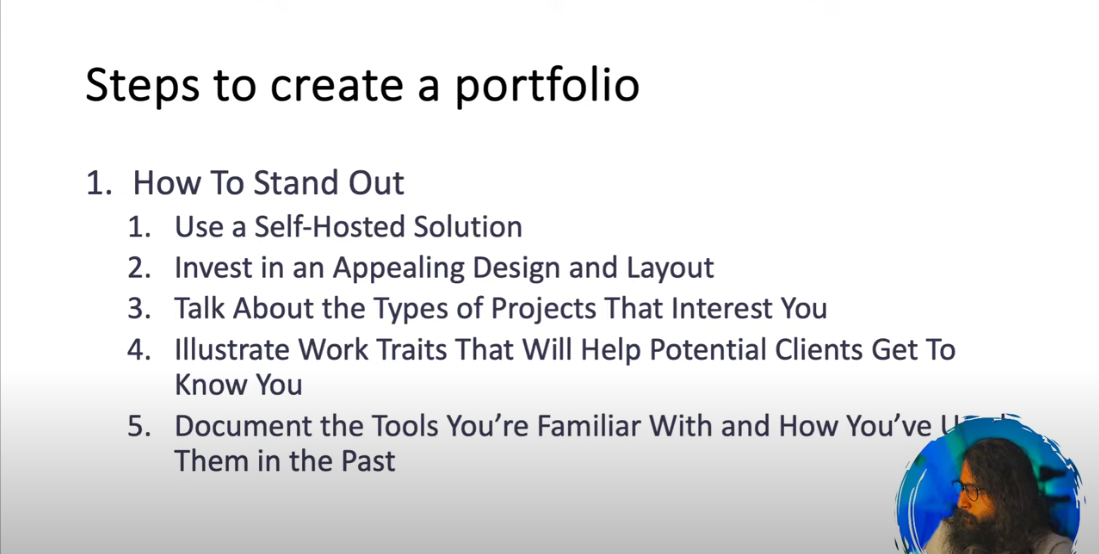 Steps to create a portfolio
1. How To Stand Out
1. Use a Self-Hosted Solution
2. Invest in an Appealing Design and Layout
3. Talk About the Types of Projects That Interest You
4. Illustrate Work Traits That Will Help Potential Clients Get To
Know You
5. Document the Tools You’re Familiar With and How You’ve
Them in the Past